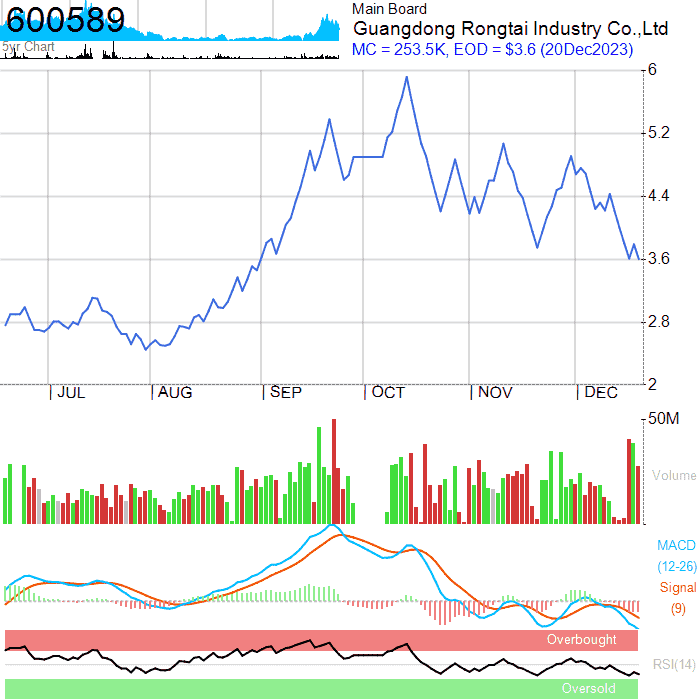 600589
5yr Chart
Main Board
Guangdong Rongtai Industry Co.,Ltd
MC = 253.5K, EOD = $3.6 (20Dec2023)
6
5.2
4.4
3.6
2.8
2
JUL
AUG
SEP
OCT
NOV
DEC
50M
Volume
MACD
(12-26)
Signal
(9)
Overbought
RSI(14)
Oversold